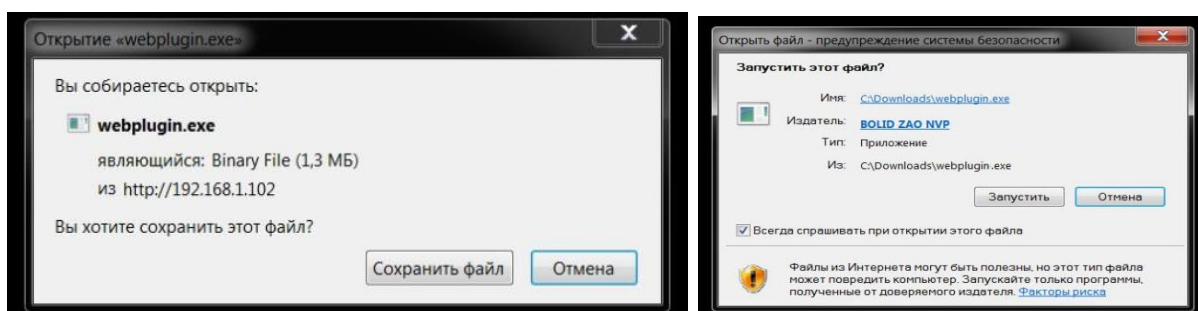 Открытие «webplugin.exe»
X
Вы собираетесь открыть:
webplugin.exe
являющийся: Binary File (1,3 МБ)
из http://192.168.1.102
Вы хотите сохранить этот файл?
Сохранить файл
Отмена
Открыть файл - предупреждение системы безопасности
X
Запустить этот файл?
Имя: C:\Downloads\webplugin.exe
Издатель: BOLID ZAO NVP
Тип: Приложение
Из: C:\Downloads\webplugin.exe
Запустить
Отмена
Всегда спрашивать при открытии этого файла
Файлы из Интернета могут быть полезны, но этот тип файла
может повредить компьютер. Запускайте только программы,
полученные от доверяемого издателя. Факторы риска